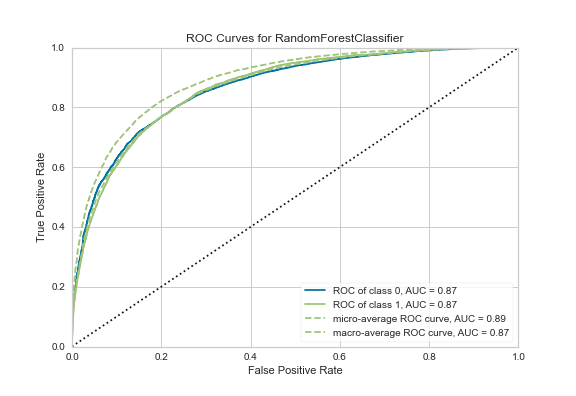 ROC Curves for RandomForestClassifier
1.0
0.8
0.6
0.4
0.2
0.0
True Positive Rate
ROC of class 0, AUC = 0.87
ROC of class 1, AUC = 0.87
micro-average ROC curve, AUC = 0.89
macro-average ROC curve, AUC = 0.87
0.0 0.2 0.4 0.6 0.8 1.0
False Positive Rate